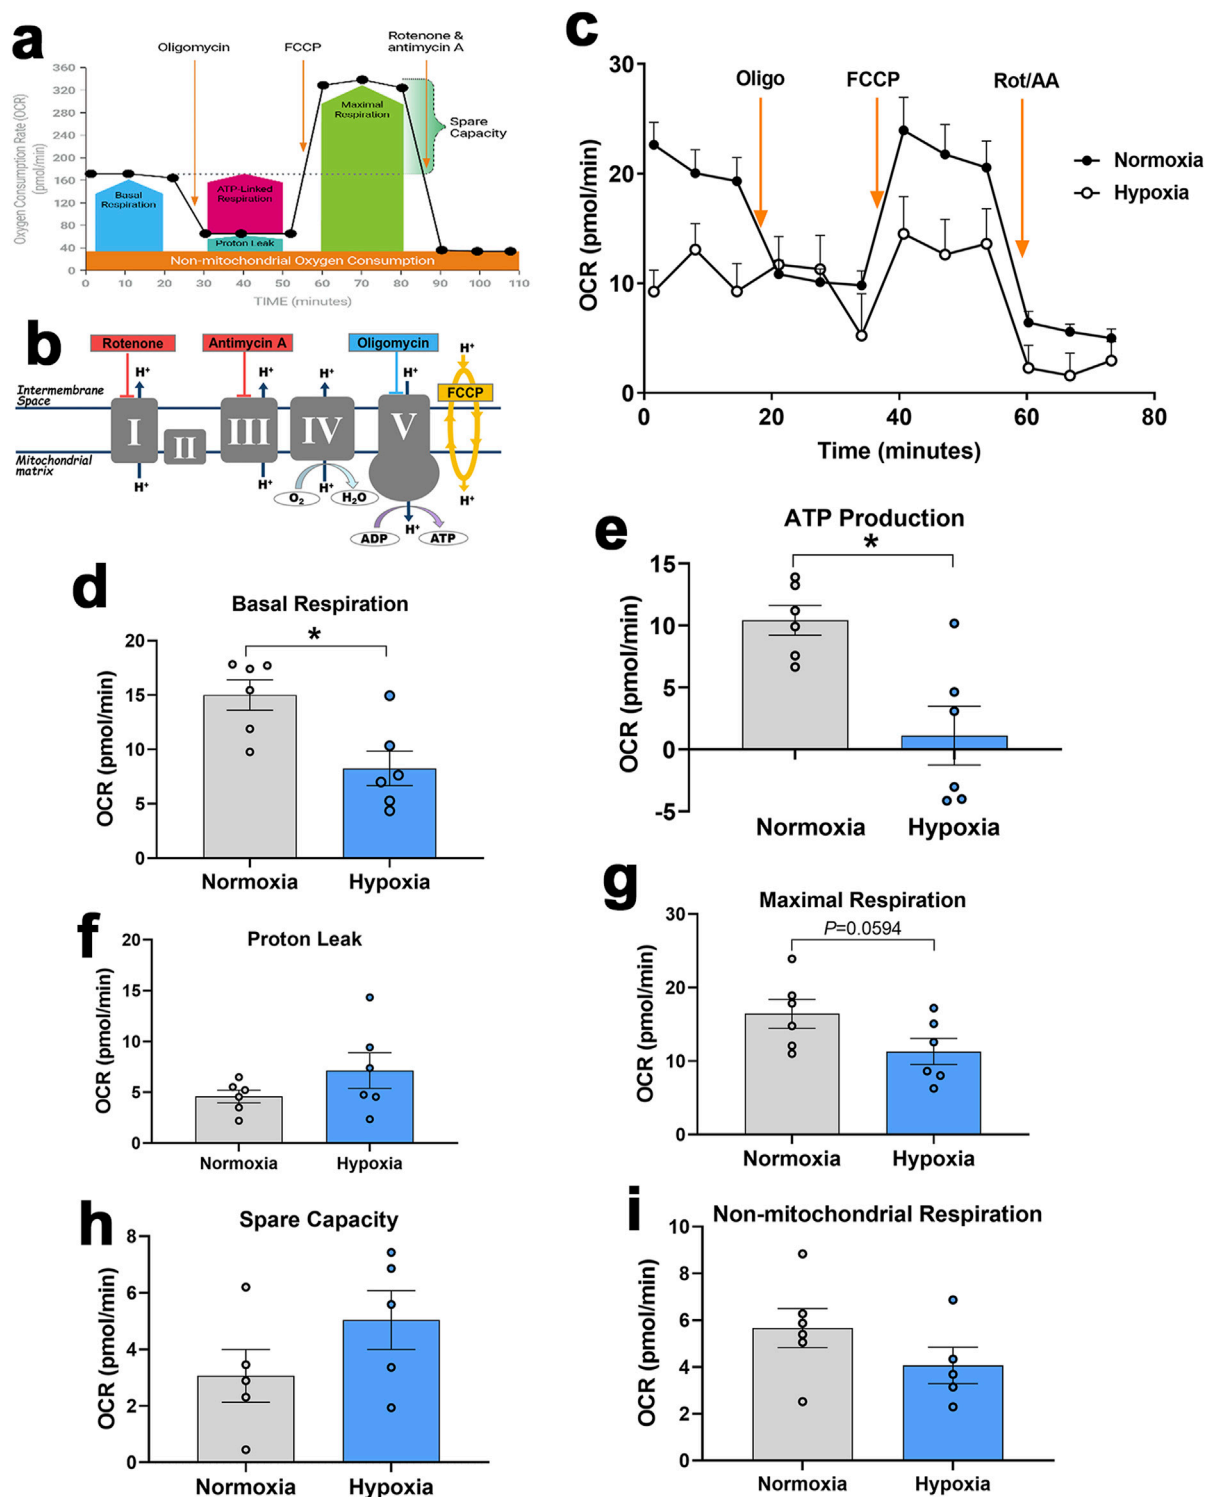 a
Oligomycin
FCCP
Rotenone &
antimycin A
Oxygen Consumption Rate (OCR)
(pmol/min)
360
320
280
240
200
160
120
80
40
0
Basal
Respiration
ATP-Linked
Respiration
Proton Leak
Maximal
Respiration
Spare
Capacity
Non-mitochondrial Oxygen Consumption
0 10 20 30 40 50 60 70 80 90 100 110
TIME (minutes)
b
Rotenone
Antimycin A
Oligomycin
H+
H+
H+
H+
H+
FCCP
Intermembrane
Space
I
II
III
IV
V
Mitochondrial
matrix
H+
H+
H+
H+
H+
O2
H2O
ADP
ATP
c
OCR (pmol/min)
30
20
10
0
Oligo
FCCP
Rot/AA
Normoxia
Hypoxia
0 20 40 60 80
Time (minutes)
d
Basal Respiration
*
OCR (pmol/min)
20
15
10
5
0
Normoxia Hypoxia
e
ATP Production
*
OCR (pmol/min)
15
10
5
0
-5
Normoxia Hypoxia
f
Proton Leak
OCR (pmol/min)
20
15
10
5
0
Normoxia Hypoxia
g
Maximal Respiration
P=0.0594
OCR (pmol/min)
30
20
10
0
Normoxia Hypoxia
h
Spare Capacity
OCR (pmol/min)
8
6
4
2
0
Normoxia Hypoxia
i
Non-mitochondrial Respiration
OCR (pmol/min)
10
8
6
4
2
0
Normoxia Hypoxia